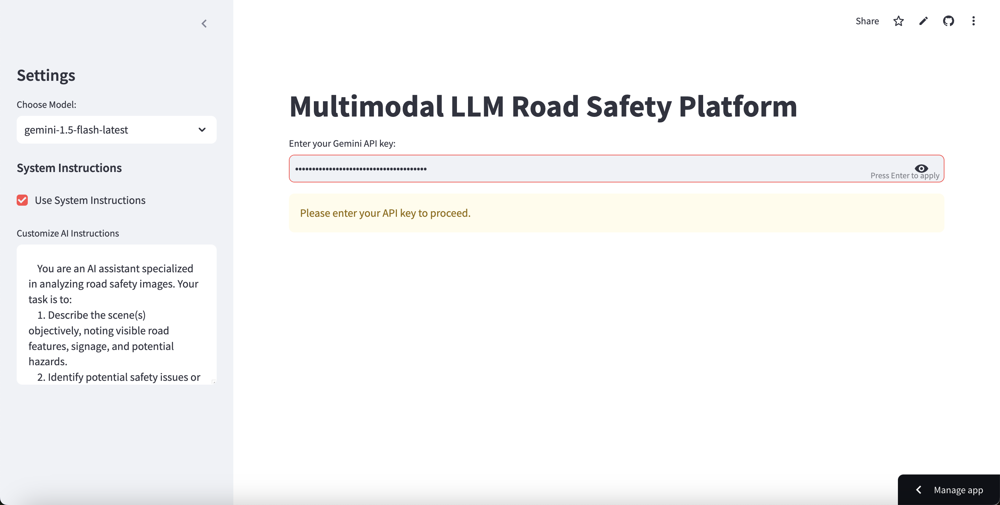 Share
Settings
Choose Model:
gemini-1.5-flash-latest
System Instructions
Use System Instructions
Customize AI Instructions
You are an AI assistant specialized
in analyzing road safety images. Your
task is to:
1. Describe the scene(s)
objectively, noting visible road
features, signage, and potential
hazards.
2. Identify potential safety issues or
Multimodal LLM Road Safety Platform
Enter your Gemini API key:
••••••••••••••••••••••••••••••••••••••
Press Enter to apply
Please enter your API key to proceed.
Manage app